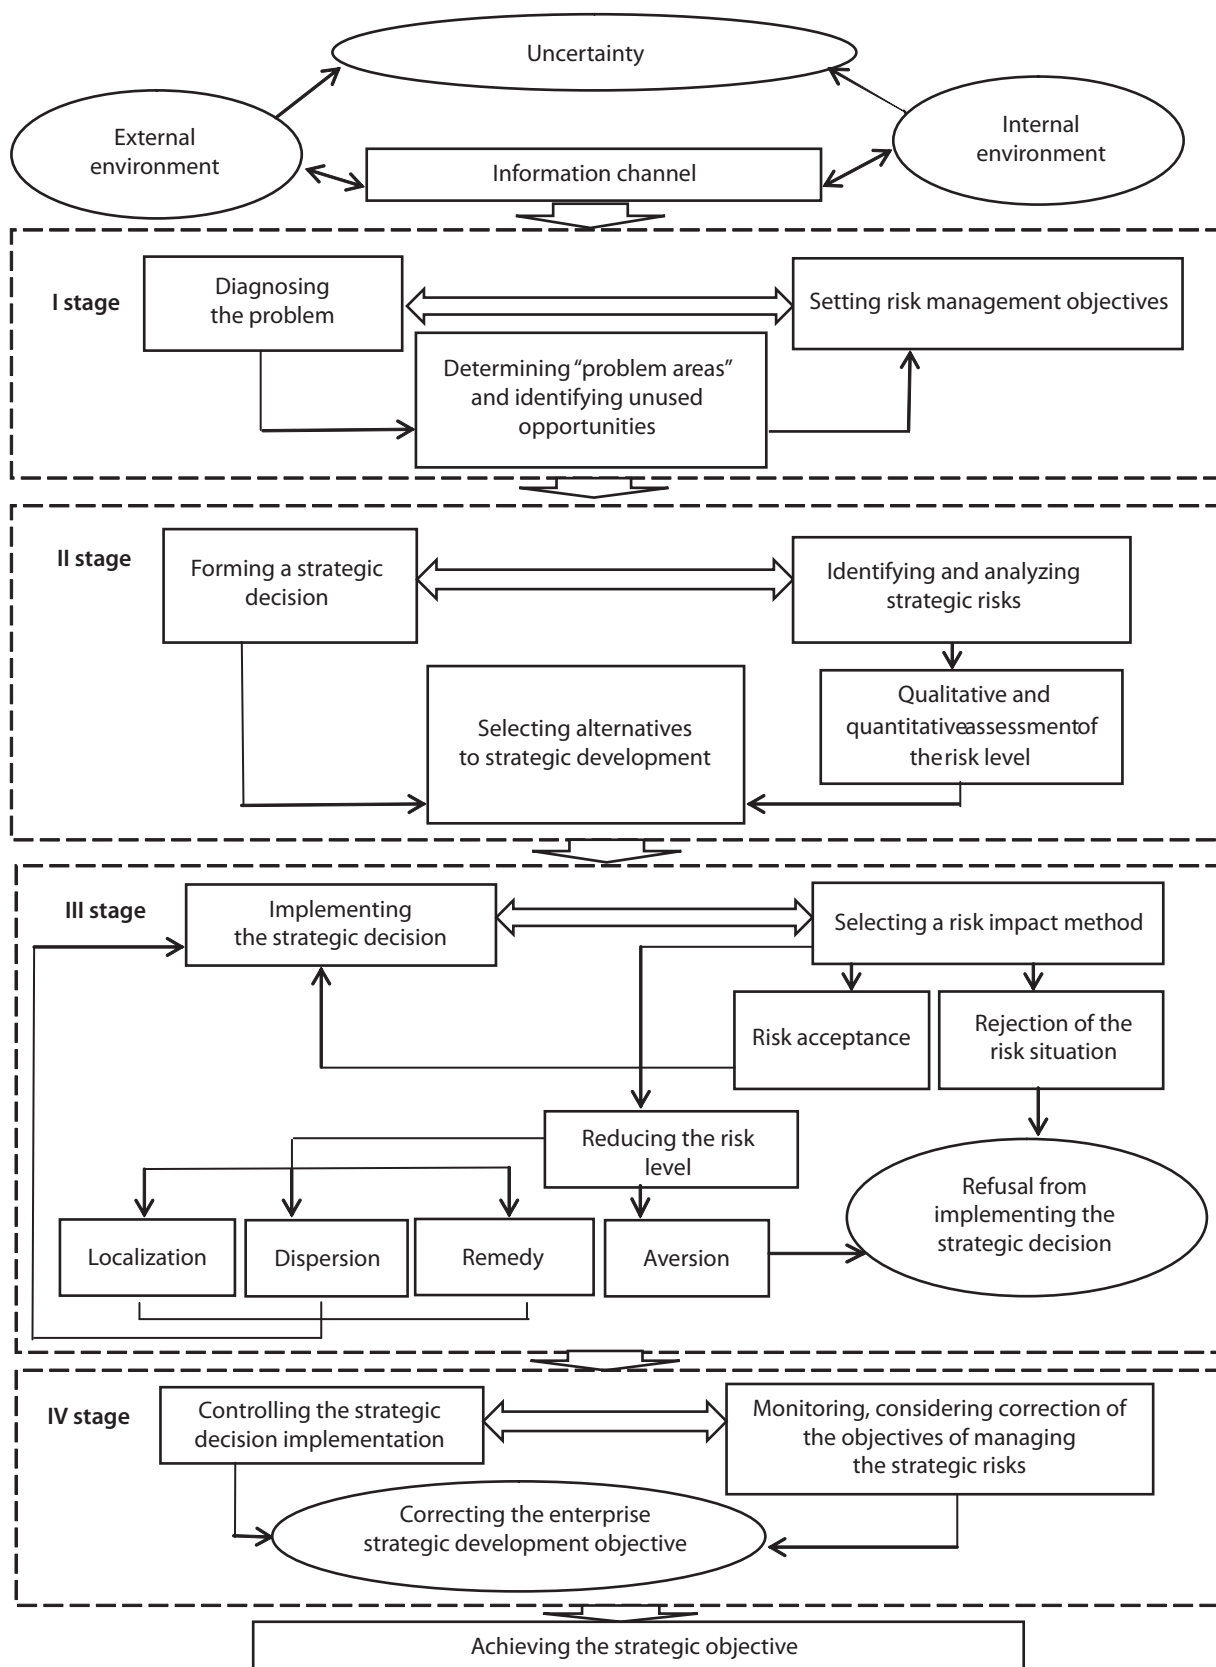 Uncertainty
External
environment
Internal
environment
Information channel
I stage
Diagnosing
the problem
Setting risk management objectives
Determining “problem areas”
and identifying unused
opportunities
II stage
Forming a strategic
decision
Identifying and analyzing
strategic risks
Selecting alternatives
to strategic development
Qualitative and
quantitative assessment of
the risk level
III stage
Implementing
the strategic decision
Selecting a risk impact method
Risk acceptance
Rejection of the
risk situation
Reducing the risk
level
Refusal from
implementing the
strategic decision
Localization
Dispersion
Remedy
Aversion
IV stage
Controlling the strategic
decision implementation
Monitoring, considering correction of
the objectives of managing
the strategic risks
Correcting the enterprise
strategic development objective
Achieving the strategic objective